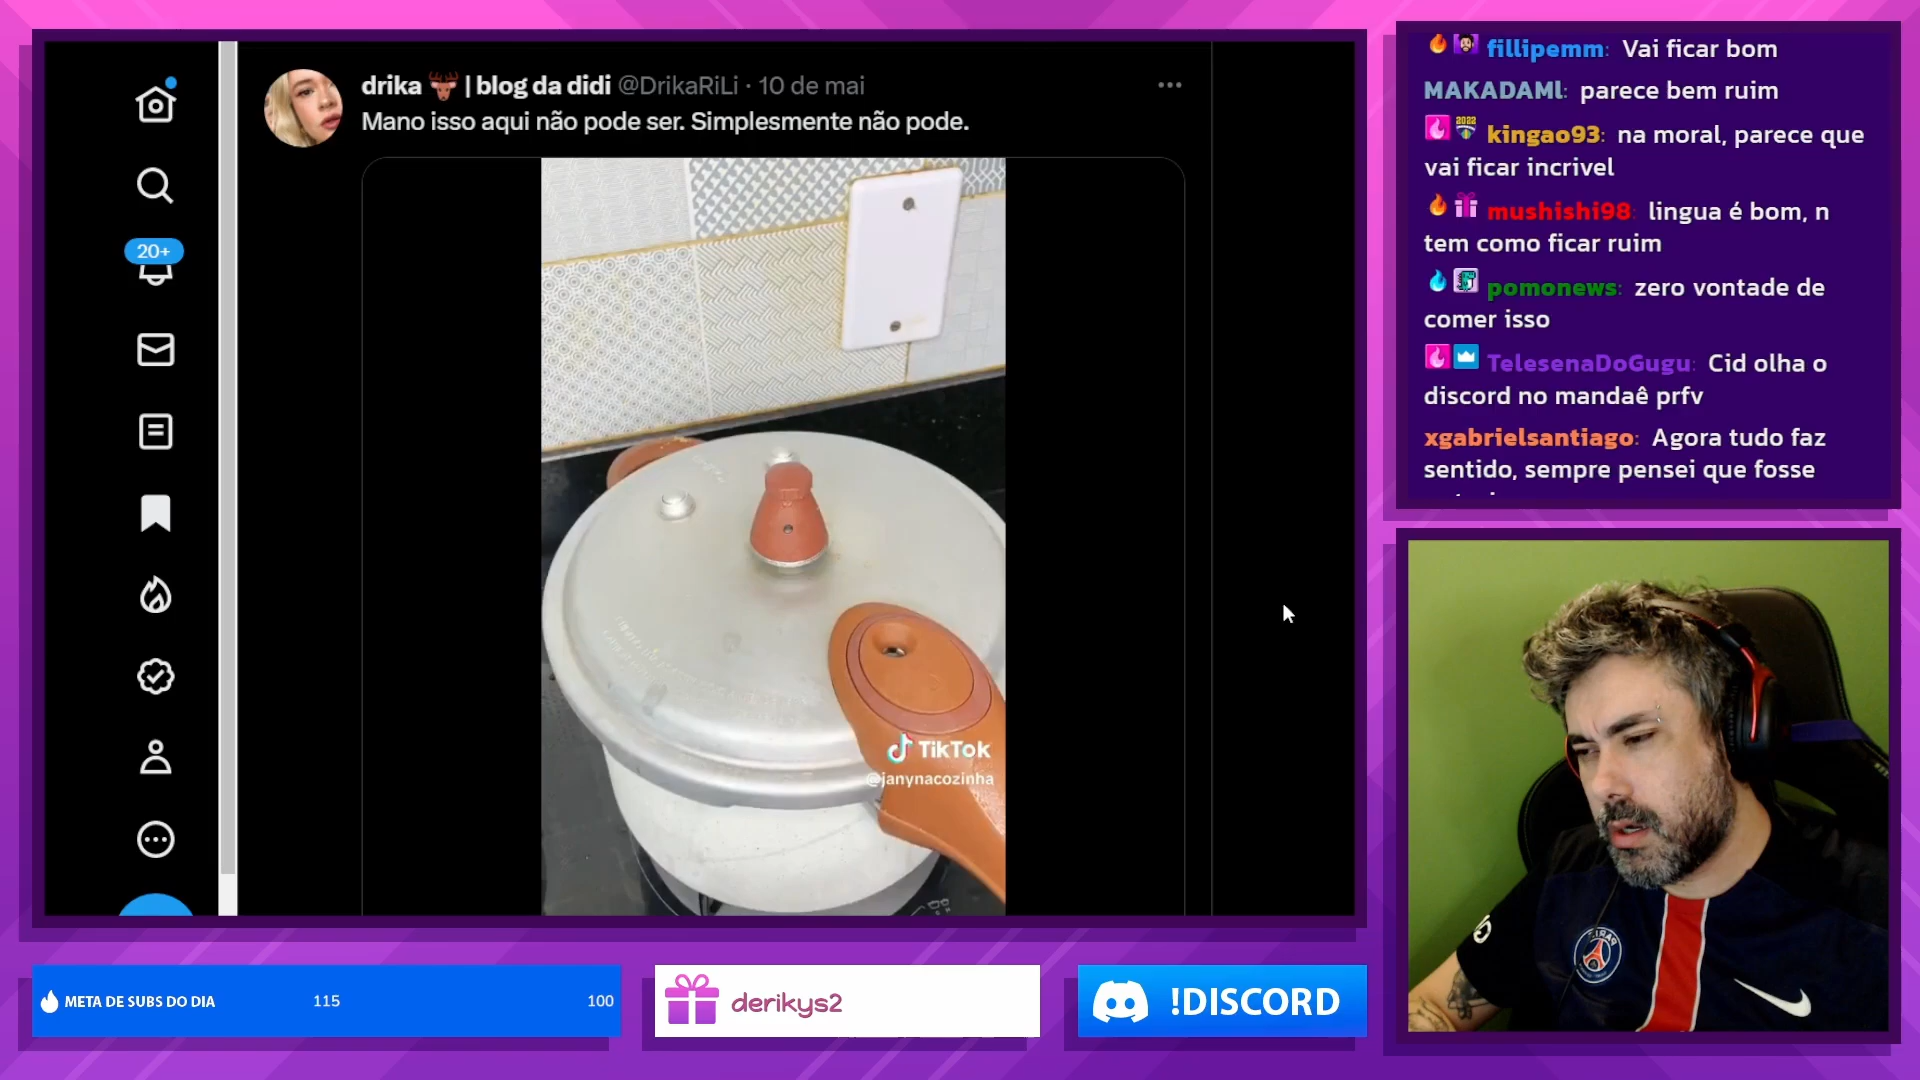 drika | blog da didi @DrikaRiLi · 10 de mai
Mano isso aqui não pode ser. Simplesmente não pode.
20+
TikTok
@janynacozinha
fillipemm: Vai ficar bom
MAKADAMl: parece bem ruim
kingao93: na moral, parece que
vai ficar incrivel
mushishi98: lingua é bom, n
tem como ficar ruim
pomonews: zero vontade de
comer isso
TelesenaDoGugu: Cid olha o
discord no mandaê prfv
xgabrielsantiago: Agora tudo faz
sentido, sempre pensei que fosse
META DE SUBS DO DIA 115 100
derikys2
!DISCORD
PARIS